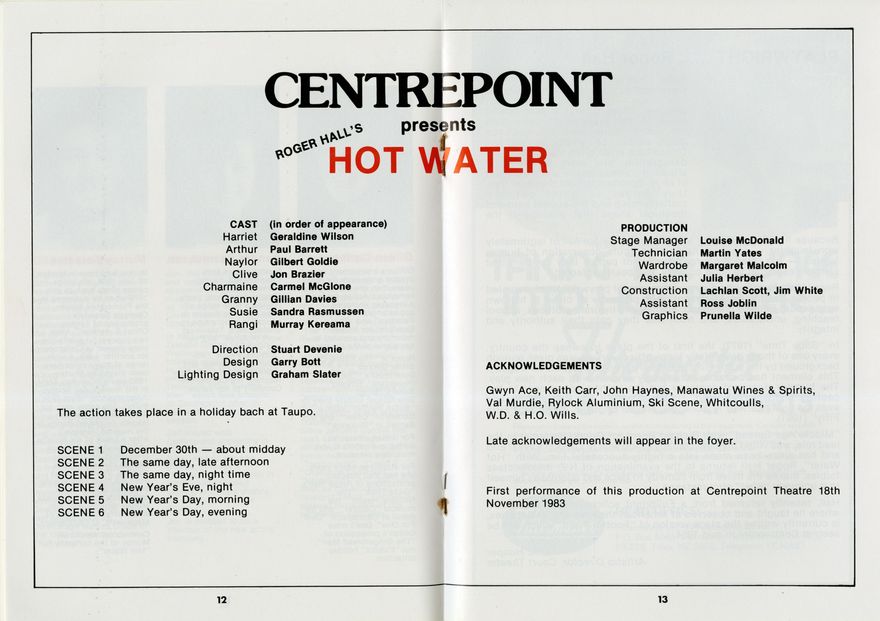 CENTREPOINT
presents
ROGER HALL'S
HOT WATER
CAST (in order of appearance)
Harriet Geraldine Wilson
Arthur Paul Barrett
Naylor Gilbert Goldie
Clive Jon Brazier
Charmaine Carmel McGlone
Granny Gillian Davies
Susie Sandra Rasmussen
Rangi Murray Kereama
Direction Stuart Devenie
Design Garry Bott
Lighting Design Graham Slater
The action takes place in a holiday bach at Taupo.
SCENE 1 December 30th — about midday
SCENE 2 The same day, late afternoon
SCENE 3 The same day, night time
SCENE 4 New Year's Eve, night
SCENE 5 New Year's Day, morning
SCENE 6 New Year's Day, evening
12
PRODUCTION
Stage Manager Louise McDonald
Technician Martin Yates
Wardrobe Margaret Malcolm
Assistant Julia Herbert
Construction Lachlan Scott, Jim White
Assistant Ross Joblin
Graphics Prunella Wilde
ACKNOWLEDGEMENTS
Gwyn Ace, Keith Carr, John Haynes, Manawatu Wines & Spirits,
Val Murdie, Rylock Aluminium, Ski Scene, Whitcoulls,
W.D. & H.O. Wills.
Late acknowledgements will appear in the foyer.
First performance of this production at Centrepoint Theatre 18th
November 1983
13